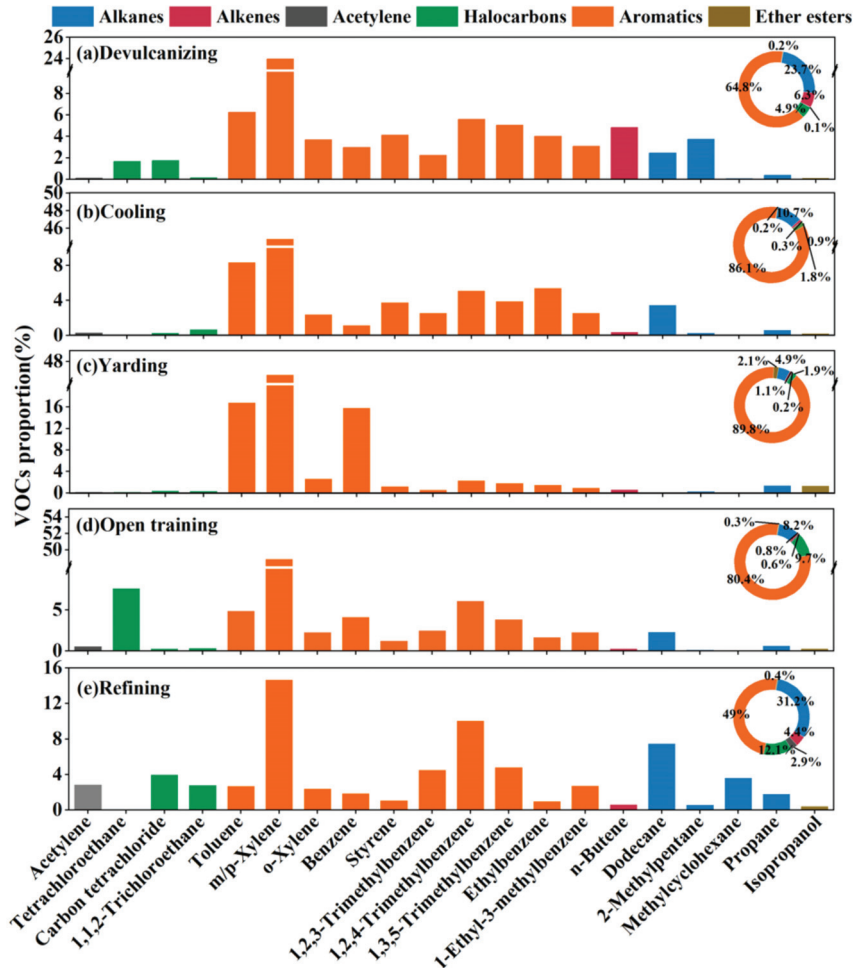 Alkanes Alkenes Acetylene Halocarbons Aromatics Ether esters
VOCs proportion(%)
26
24
8
6
4
2
0
(a)Devulcanizing
0.2%
23.7%
64.8%
6.3%
4.9%
0.1%
50
48
46
8
4
0
(b)Cooling
10.7%
0.2%
0.9%
0.3%
86.1%
1.8%
48
16
12
8
4
0
(c)Yarding
2.1% 4.9%
1.9%
1.1%
0.2%
89.8%
54
52
50
5
0
(d)Open training
0.3%
8.2%
0.8%
9.7%
0.6%
80.4%
16
12
8
4
0
(e)Refining
0.4%
31.2%
49%
4.4%
12.1%
2.9%
Acetylene
Tetrachloroethane
Carbon tetrachloride
1,1,2-Trichloroethane
Toluene
m/p-Xylene
o-Xylene
Benzene
Styrene
1,2,3-Trimethylbenzene
1,2,4-Trimethylbenzene
1,3,5-Trimethylbenzene
Ethylbenzene
1-Ethyl-3-methylbenzene
n-Butene
Dodecane
2-Methylpentane
Methylcyclohexane
Propane
Isopropanol